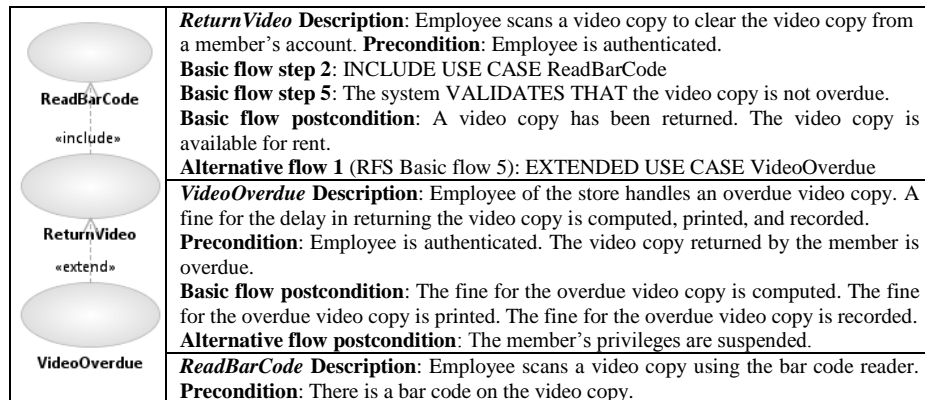 ReadBarCode
«include»
ReturnVideo
«extend»
VideoOverdue
ReturnVideo Description: Employee scans a video copy to clear the video copy from
a member's account. Precondition: Employee is authenticated.
Basic flow step 2: INCLUDE USE CASE ReadBarCode
Basic flow step 5: The system VALIDATES THAT the video copy is not overdue.
Basic flow postcondition: A video copy has been returned. The video copy is
available for rent.
Alternative flow 1 (RFS Basic flow 5): EXTENDED USE CASE VideoOverdue
VideoOverdue Description: Employee of the store handles an overdue video copy. A
fine for the delay in returning the video copy is computed, printed, and recorded.
Precondition: Employee is authenticated. The video copy returned by the member is
overdue.
Basic flow postcondition: The fine for the overdue video copy is computed. The fine
for the overdue video copy is printed. The fine for the overdue video copy is recorded.
Alternative flow postcondition: The member's privileges are suspended.
ReadBarCode Description: Employee scans a video copy using the bar code reader.
Precondition: There is a bar code on the video copy.